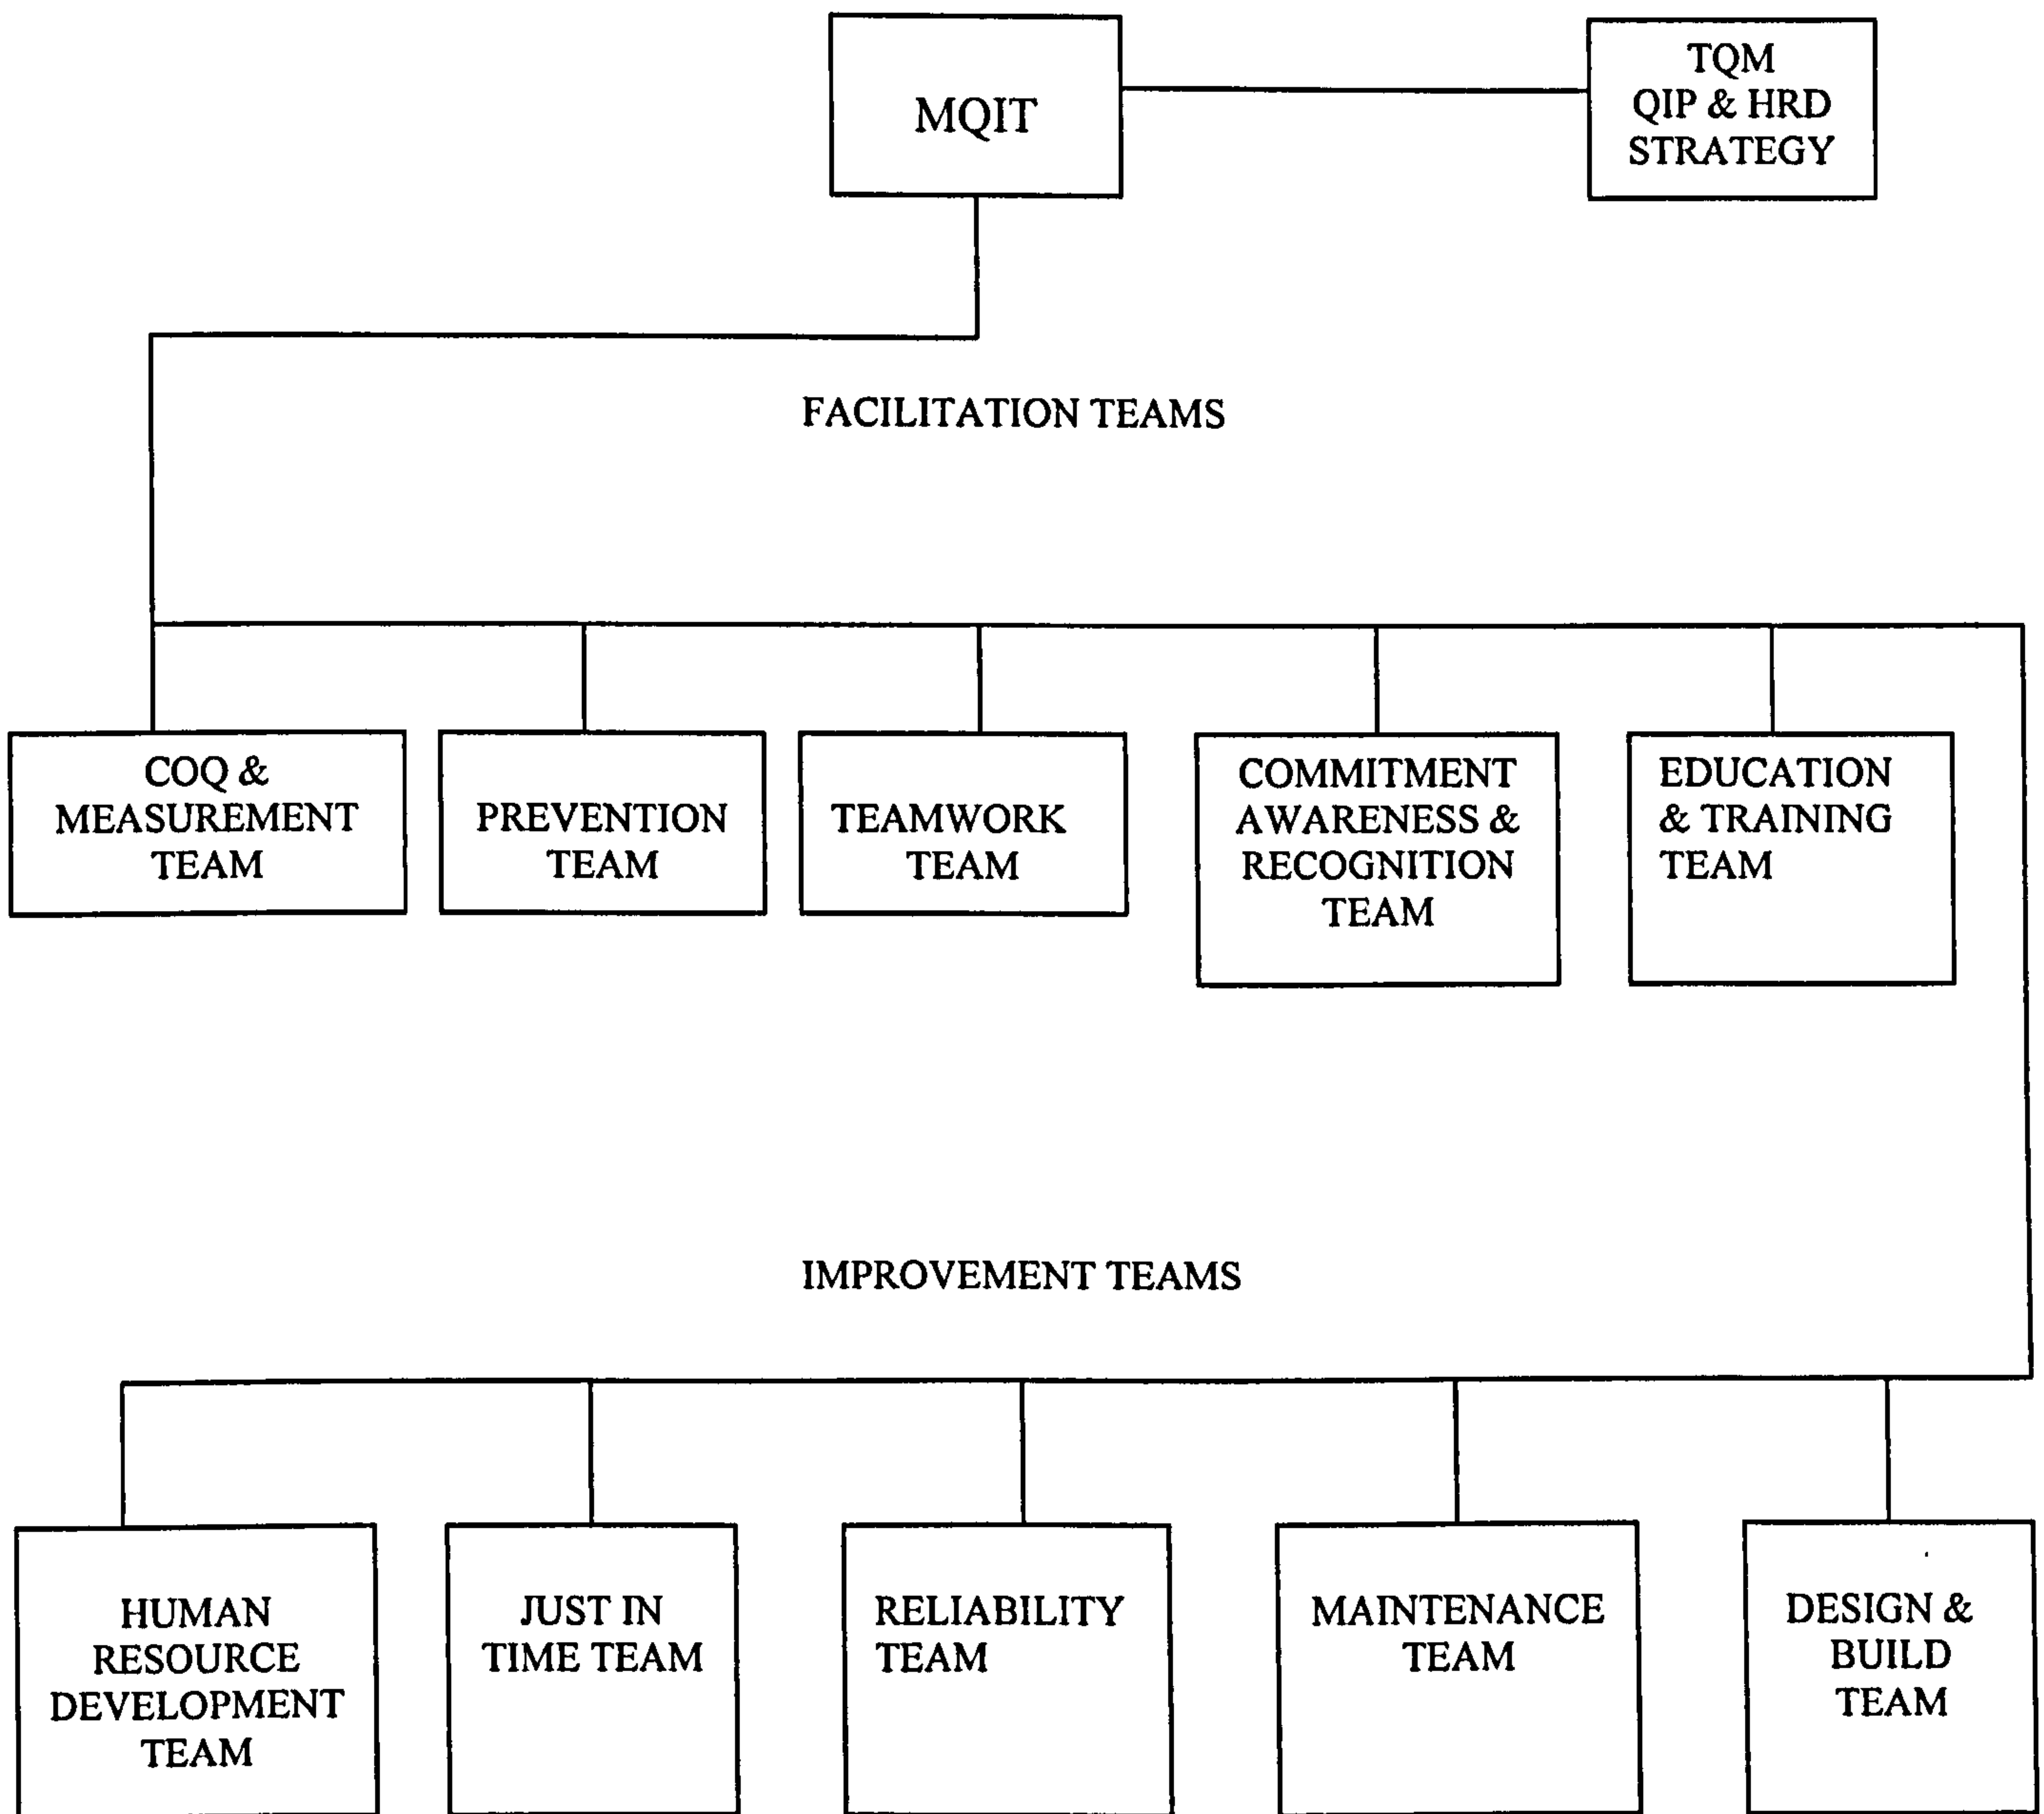 MQIT
TQM
QIP & HRD
STRATEGY
FACILITATION TEAMS
COQ &
MEASUREMENT
TEAM
PREVENTION
TEAM
TEAMWORK
TEAM
COMMITMENT
AWARENESS &
RECOGNITION
TEAM
EDUCATION
& TRAINING
TEAM
IMPROVEMENT TEAMS
HUMAN
RESOURCE
DEVELOPMENT
TEAM
JUST IN
TIME TEAM
RELIABILITY
TEAM
MAINTENANCE
TEAM
DESIGN &
BUILD
TEAM